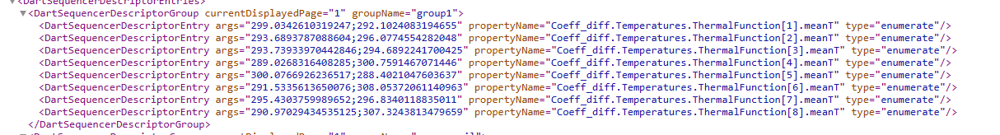 <DartSequencerDescriptorEntries>
▼<DartSequencerDescriptorGroup currentDisplayedPage="1" groupName="group1">
<DartSequencerDescriptorEntry args="299.0342610319247;292.1024083194655" propertyName="Coeff_diff.Temperatures.ThermalFunction[1].meanT" type="enumerate"/>
<DartSequencerDescriptorEntry args="293.6893787088604;296.0774554282048" propertyName="Coeff_diff.Temperatures.ThermalFunction[2].meanT" type="enumerate"/>
<DartSequencerDescriptorEntry args="293.73933970442846;294.6892241700425" propertyName="Coeff_diff.Temperatures.ThermalFunction[3].meanT" type="enumerate"/>
<DartSequencerDescriptorEntry args="289.0268316408285;300.7591467071446" propertyName="Coeff_diff.Temperatures.ThermalFunction[4].meanT" type="enumerate"/>
<DartSequencerDescriptorEntry args="300.0766926236517;288.4021047603637" propertyName="Coeff_diff.Temperatures.ThermalFunction[5].meanT" type="enumerate"/>
<DartSequencerDescriptorEntry args="291.5335613650076;308.05372061140963" propertyName="Coeff_diff.Temperatures.ThermalFunction[6].meanT" type="enumerate"/>
<DartSequencerDescriptorEntry args="295.4303759989652;296.8340118835011" propertyName="Coeff_diff.Temperatures.ThermalFunction[7].meanT" type="enumerate"/>
<DartSequencerDescriptorEntry args="290.97029434535125;307.3243813479659" propertyName="Coeff_diff.Temperatures.ThermalFunction[8].meanT" type="enumerate"/>
</DartSequencerDescriptorGroup>